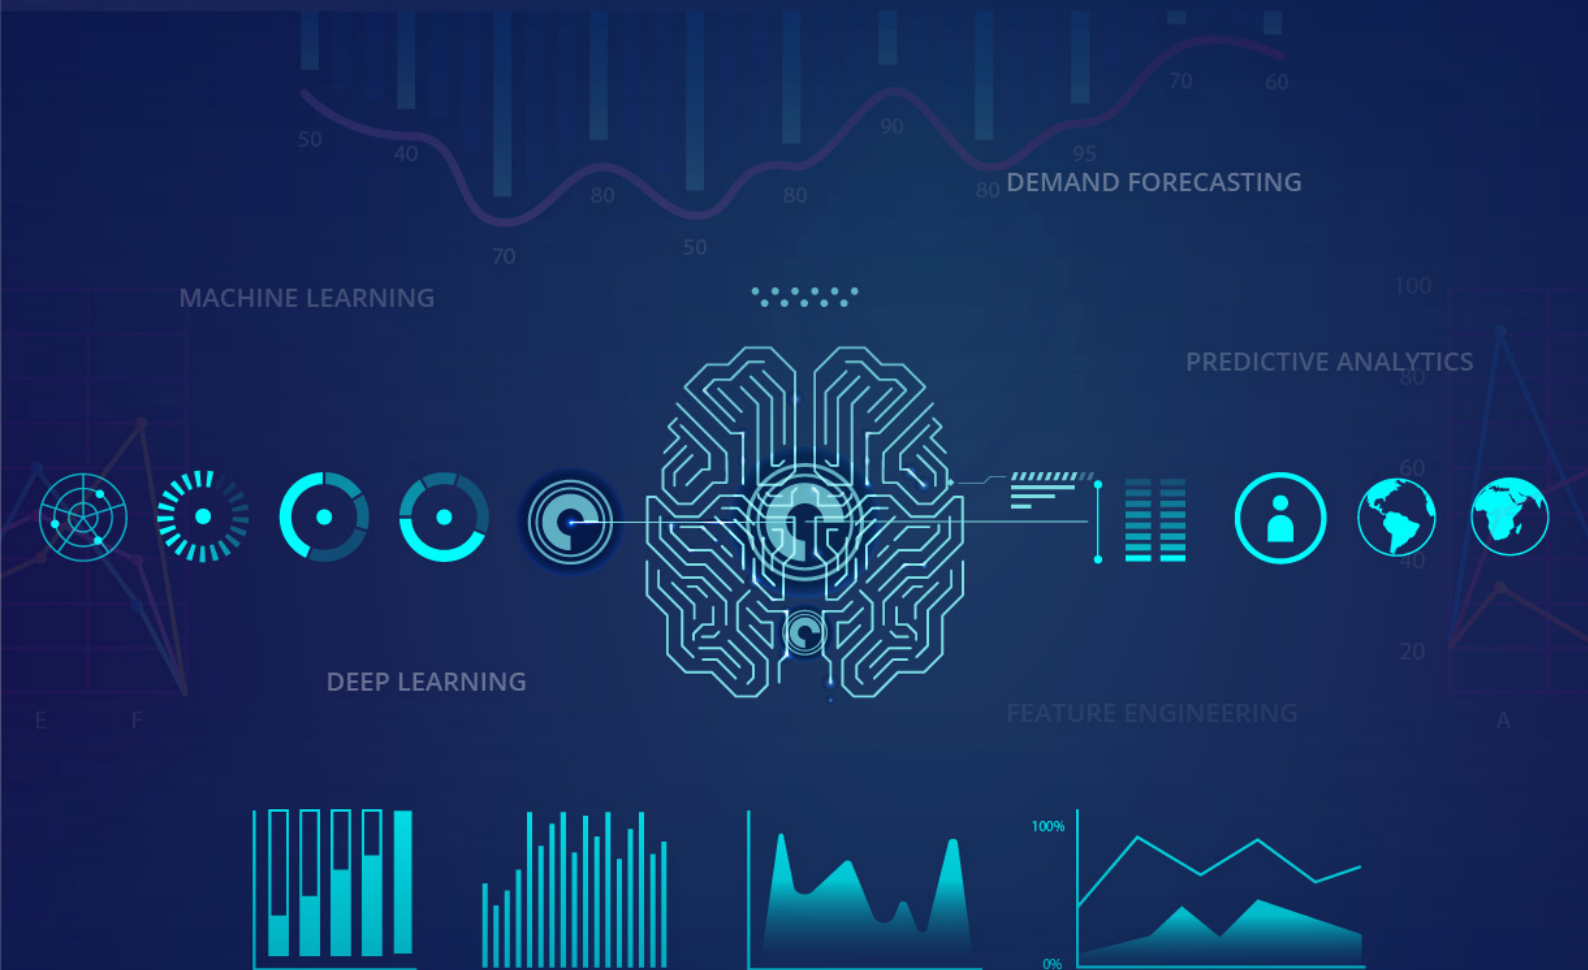 50
40
70
80
50
80
90
80
95
70
60
DEMAND FORECASTING
MACHINE LEARNING
PREDICTIVE ANALYTICS
100
80
60
40
20
DEEP LEARNING
FEATURE ENGINEERING
E
F
A
100%
0%